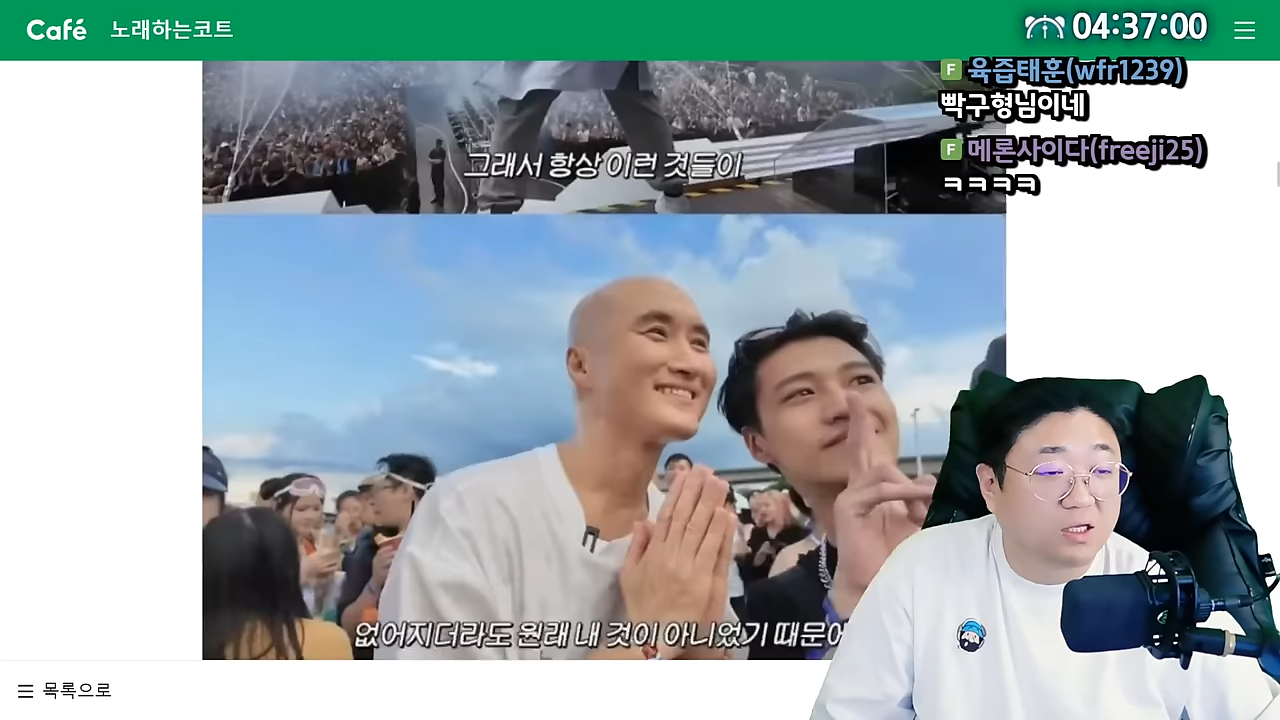 Café 노래하는코트
04:37:00
F 육즙태훈(wfr1239)
빡구형님이네
F 메론사이다(freeji25)
ㅋㅋㅋㅋ
그래서 항상 이런 것들이
없어지더라도 원래 내 것이 아니었기 때문에
목록으로